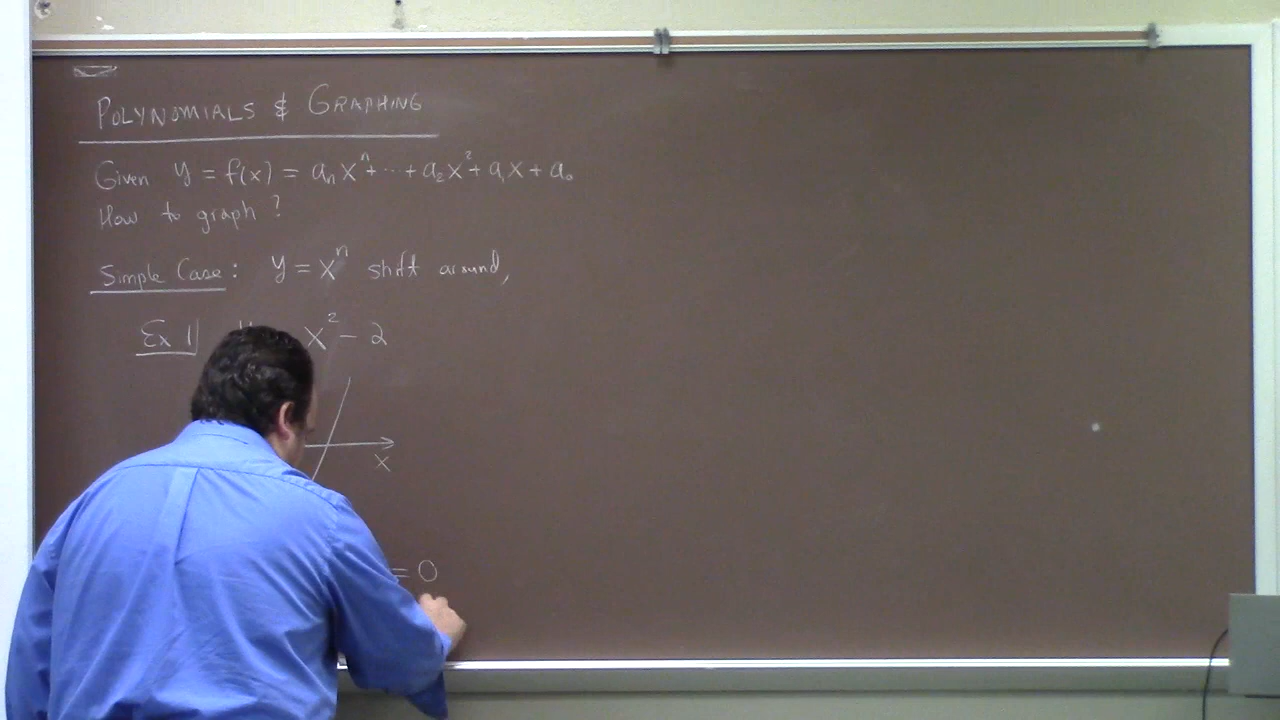 POLYNOMIALS & GRAPHING
Given y = f(x) = aₙxⁿ + ⋯ + a₂x² + a₁x + a₀
How to graph?
Simple Case: y = xⁿ shift around,
Ex 1) x² − 2
x
= 0